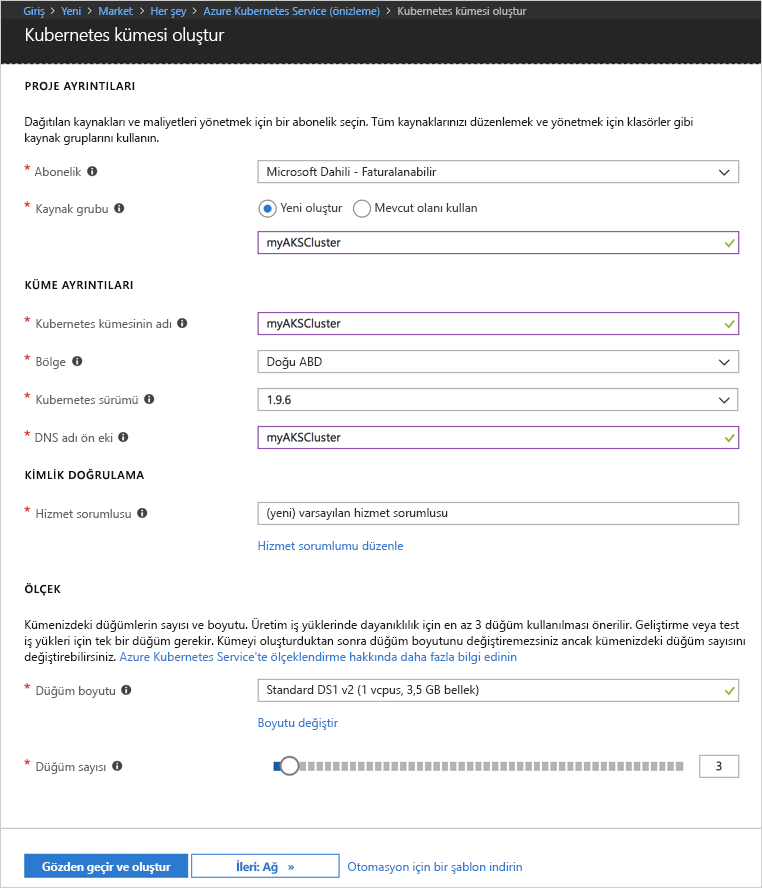 Giriş > Yeni > Market > Her şey > Azure Kubernetes Service (önizleme) > Kubernetes kümesi oluştur
Kubernetes kümesi oluştur
PROJE AYRINTILARI
Dağıtılan kaynakları ve maliyetleri yönetmek için bir abonelik seçin. Tüm kaynaklarınızı düzenlemek ve yönetmek için klasörler gibi
kaynak gruplarını kullanın.
* Abonelik Microsoft Dahili - Faturalanabilir
* Kaynak grubu Yeni oluştur Mevcut olanı kullan
myAKSCluster
KÜME AYRINTILARI
* Kubernetes kümesinin adı myAKSCluster
* Bölge Doğu ABD
* Kubernetes sürümü 1.9.6
* DNS adı ön eki myAKSCluster
KİMLİK DOĞRULAMA
* Hizmet sorumlusu (yeni) varsayılan hizmet sorumlusu
Hizmet sorumlumu düzenle
ÖLÇEK
Kümenizdeki düğümlerin sayısı ve boyutu. Üretim iş yüklerinde dayanıklılık için en az 3 düğüm kullanılması önerilir. Geliştirme veya test
iş yükleri için tek bir düğüm gerekir. Kümeyi oluşturduktan sonra düğüm boyutunu değiştiremezsiniz ancak kümenizdeki düğüm sayısını
değiştirebilirsiniz. Azure Kubernetes Service'te ölçeklendirme hakkında daha fazla bilgi edinin
* Düğüm boyutu Standard DS1 v2 (1 vcpus, 3,5 GB bellek)
Boyutu değiştir
* Düğüm sayısı 3
Gözden geçir ve oluştur İleri: Ağ » Otomasyon için bir şablon indirin